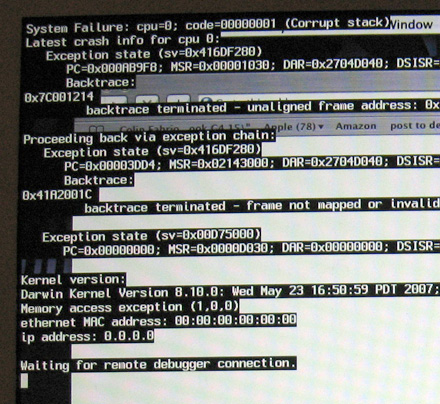 System Failure: cpu=0; code=00000001 (Corrupt stack) Window
Latest crash info for cpu 0:
Exception state (sv=0x416DF280)
PC=0x000A09F8; MSR=0x00001030; DAR=0x2704D040; DSISR=
Backtrace:
0x7C001214
backtrace terminated - unaligned frame address: 0x
Apple (78) ▾ Amazon post to de
Proceeding back via exception chain:
Exception state (sv=0x416DF280)
PC=0x00003DD4; MSR=0x02143000; DAR=0x2704D040; DSISR=
Backtrace:
0x41A2001C
backtrace terminated - frame not mapped or invalid
Exception state (sv=0x00D75000)
PC=0x00000000; MSR=0x0000D030; DAR=0x00000000; DSISR=
Kernel version:
Darwin Kernel Version 8.10.0: Wed May 23 16:50:59 PDT 2007;
Memory access exception (1,0,0)
ethernet MAC address: 00:00:00:00:00:00
ip address: 0.0.0.0
Waiting for remote debugger connection.